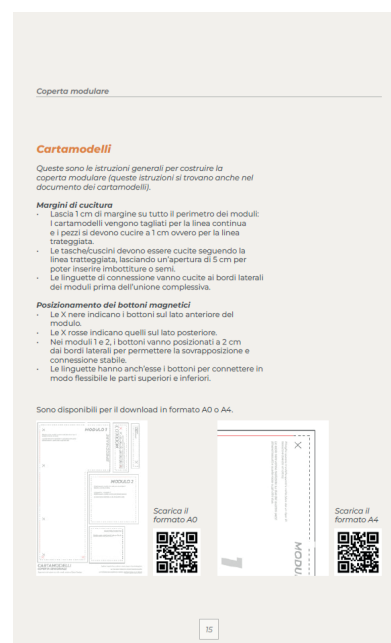 Coperta modulare
Cartamodelli
Queste sono le istruzioni generali per costruire la
coperta modulare (queste istruzioni si trovano anche nel
documento dei cartamodelli).
Margini di cucitura
• Lascia 1 cm di margine su tutto il perimetro dei moduli:
I cartamodelli vengono tagliati per la linea continua
e i pezzi si devono cucire a 1 cm ovvero per la linea
trateggiata.
• Le tasche/cuscini devono essere cucite seguendo la
linea tratteggiata, lasciando un'apertura di 5 cm per
poter inserire imbottiture o semi.
• Le linguette di connessione vanno cucite ai bordi laterali
dei moduli prima dell'unione complessiva.
Posizionamento dei bottoni magnetici
• Le X nere indicano i bottoni sul lato anteriore del
modulo.
• Le X rosse indicano quelli sul lato posteriore.
• Nei moduli 1 e 2, i bottoni vanno posizionati a 2 cm
dai bordi laterali per permettere la sovrapposizione e
connessione stabile.
• Le linguette hanno anch'esse i bottoni per connettere in
modo flessibile le parti superiori e inferiori.
Sono disponibili per il download in formato A0 o A4.
MODULO 1
MODULO 2
CARTAMODELLI
Scarica il
formato A0
1
MODU
Scarica il
formato A4
15